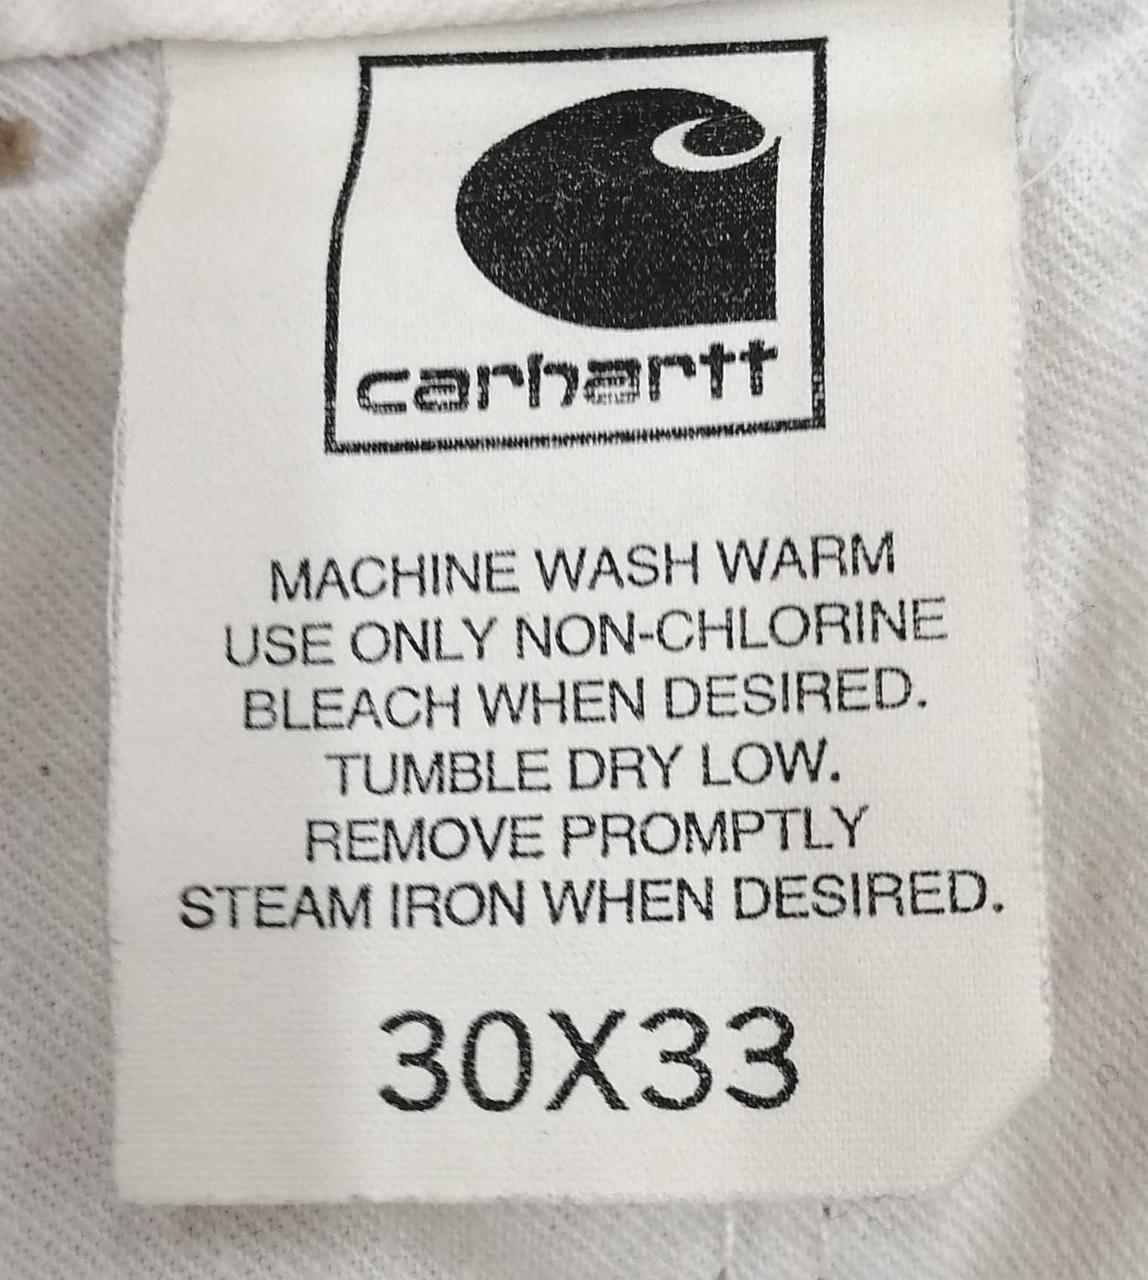 carhartt
MACHINE WASH WARM
USE ONLY NON-CHLORINE
BLEACH WHEN DESIRED.
TUMBLE DRY LOW.
REMOVE PROMPTLY
STEAM IRON WHEN DESIRED.
30X33